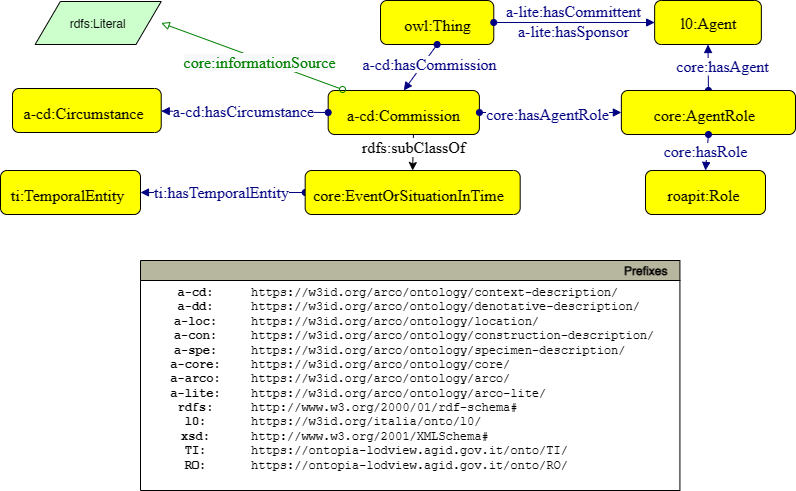 rdfs:Literal
owl:Thing
a-lite:hasCommittent
a-lite:hasSponsor
l0:Agent
core:informationSource
a-cd:hasCommission
core:hasAgent
a-cd:Circumstance
a-cd:hasCircumstance
a-cd:Commission
core:hasAgentRole
core:AgentRole
rdfs:subClassOf
core:hasRole
ti:TemporalEntity
ti:hasTemporalEntity
core:EventOrSituationInTime
roapit:Role
Prefixes
a-cd: https://w3id.org/arco/ontology/context-description/
a-dd: https://w3id.org/arco/ontology/denotative-description/
a-loc: https://w3id.org/arco/ontology/location/
a-con: https://w3id.org/arco/ontology/construction-description/
a-spe: https://w3id.org/arco/ontology/specimen-description/
a-core: https://w3id.org/arco/ontology/core/
a-arco: https://w3id.org/arco/ontology/arco/
a-lite: https://w3id.org/arco/ontology/arco-lite/
rdfs: http://www.w3.org/2000/01/rdf-schema#
l0: https://w3.org/italia/onto/l0/
xsd: http://www.w3.org/2001/XMLSchema#
TI: https://ontopia-lodview.agid.gov.it/onto/TI/
RO: https://ontopia-lodview.agid.gov.it/onto/RO/